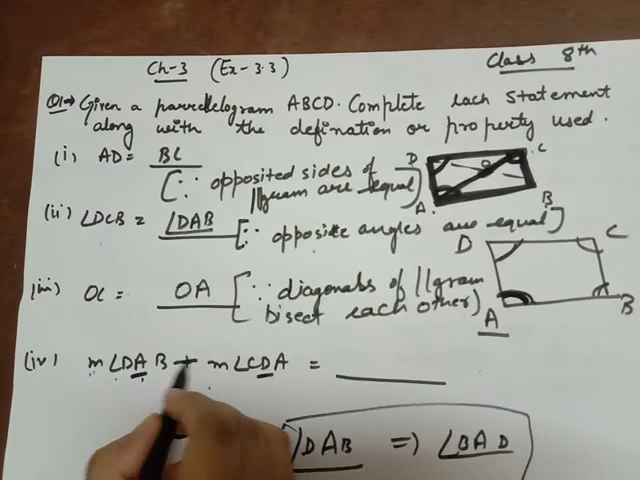 Ch-3 (Ex-3.3) Class 8th
Q1→ Given a parrellelogram ABCD. Complete each statement
along with the defination or property used.
(i) AD = BC
[∵ opposited sides of
||gram are equal]
D C
O
A B
(ii) ∠DCB = ∠DAB [∵ opposite angles are equal]
D C
A B
(iii) OC = OA [∵ diagonals of ||gram
bisect each other)
(iv) m∠DAB + m∠CDA = ______
∠DAB => ∠BAD